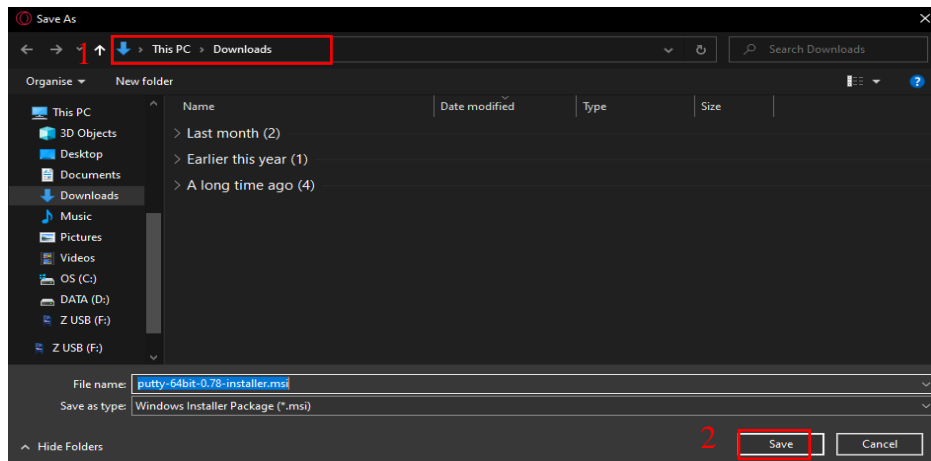 Save As
1 This PC > Downloads
Search Downloads
Organise New folder
Name Date modified Type Size
This PC
3D Objects
Desktop
Documents
Downloads
Music
Pictures
Videos
OS (C:)
DATA (D:)
Z USB (F:)
Z USB (F:)
Last month (2)
Earlier this year (1)
A long time ago (4)
File name: putty-64bit-0.78-installer.msi
Save as type: Windows Installer Package (*.msi)
Hide Folders
2 Save Cancel